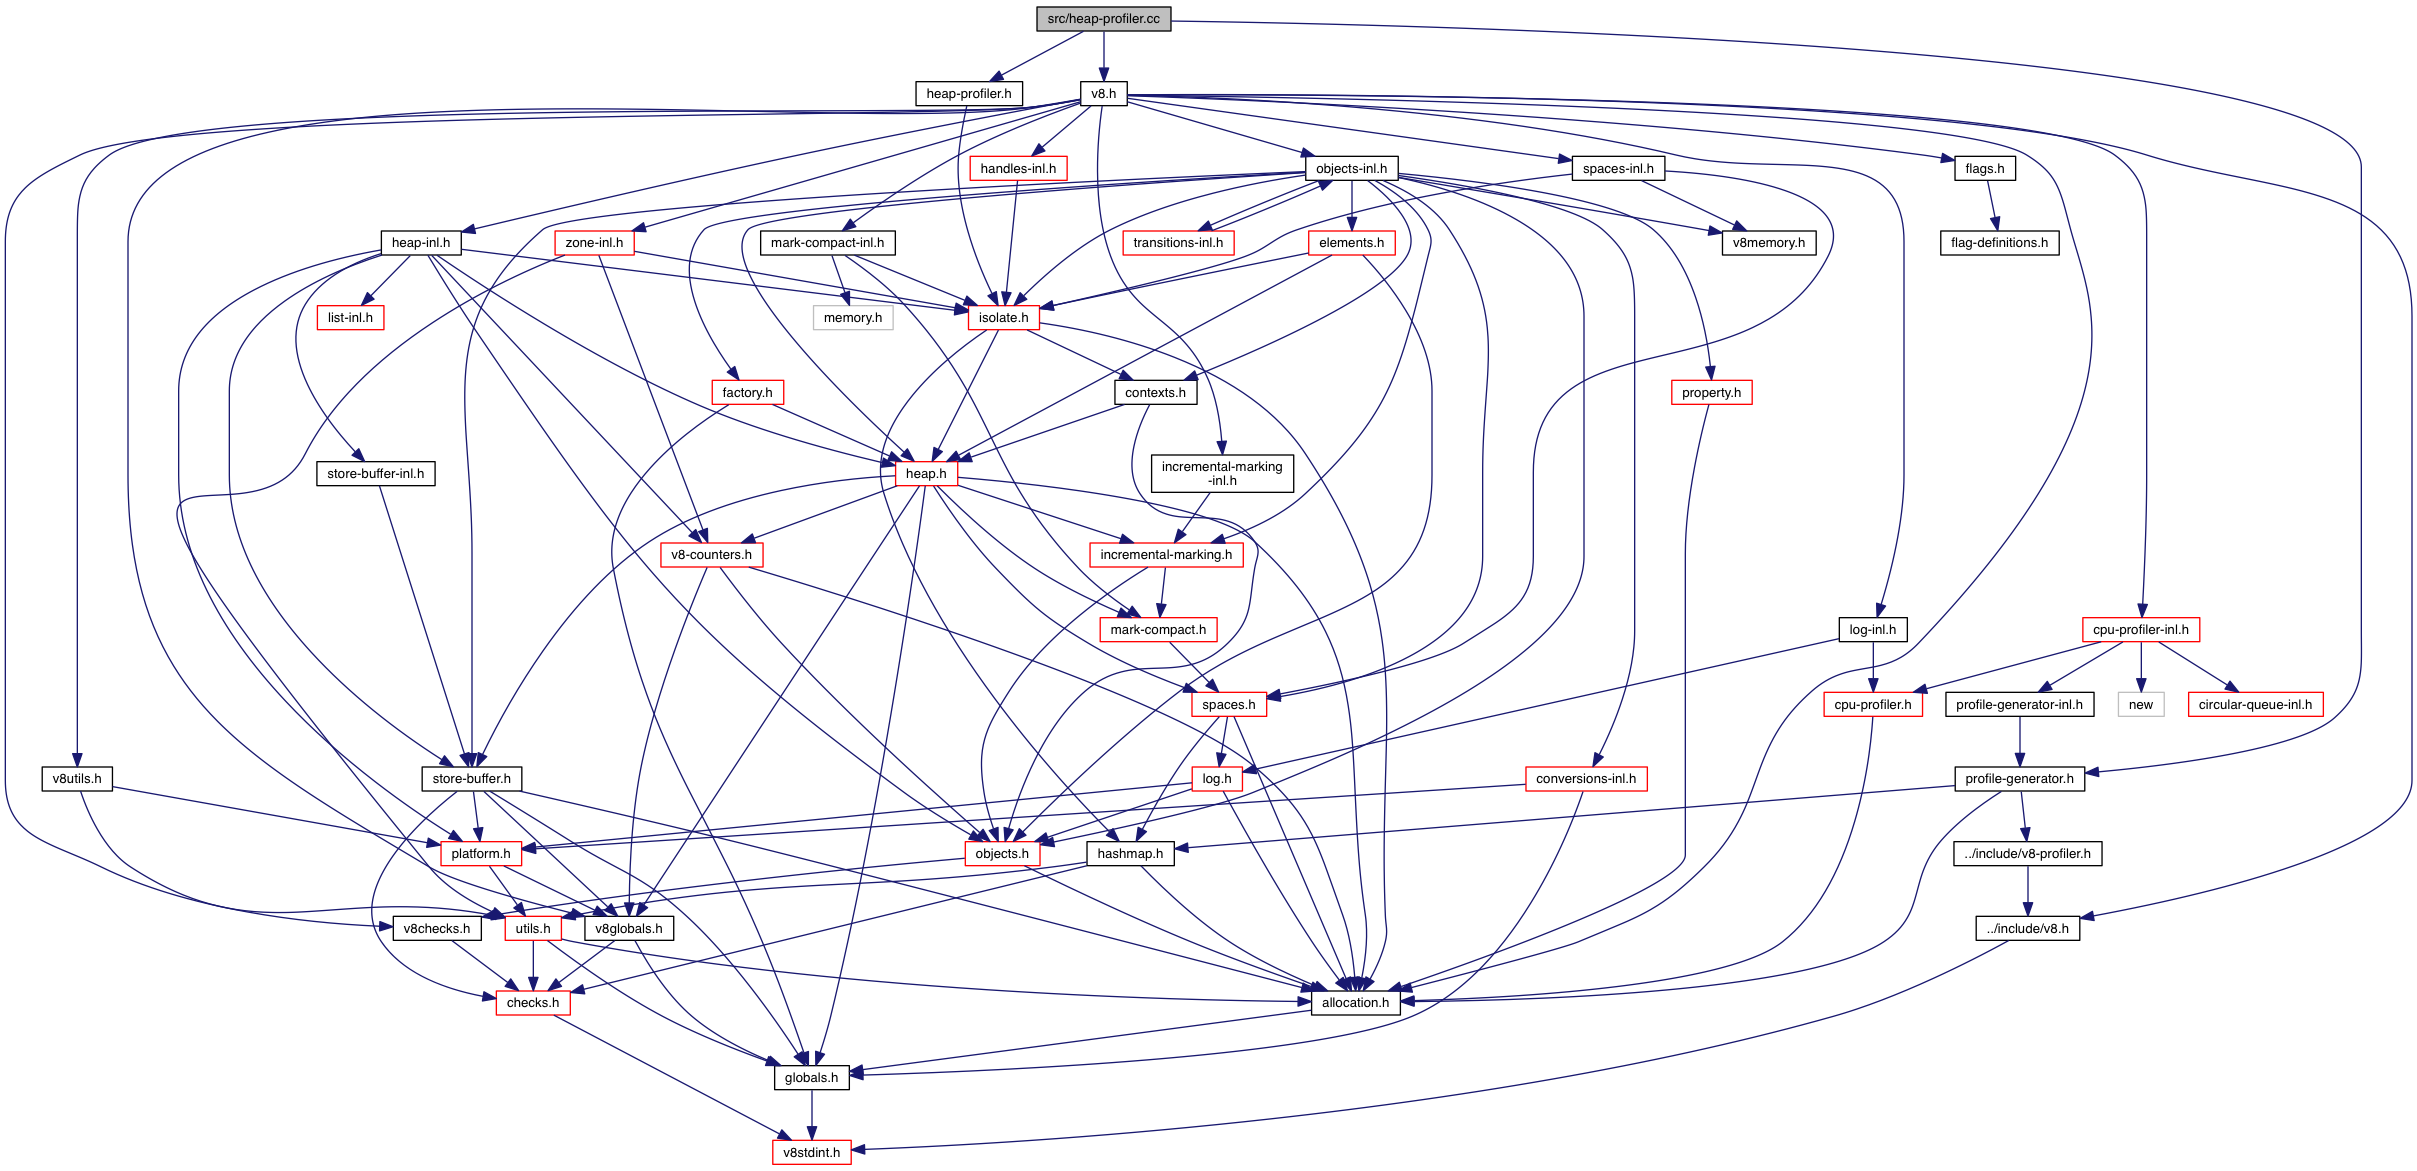 src/heap-profiler.cc
heap-profiler.h
v8.h
handles-inl.h
objects-inl.h
spaces-inl.h
flags.h
heap-inl.h
zone-inl.h
mark-compact-inl.h
transitions-inl.h
elements.h
v8memory.h
flag-definitions.h
list-inl.h
memory.h
isolate.h
factory.h
contexts.h
property.h
store-buffer-inl.h
heap.h
incremental-marking
-inl.h
v8-counters.h
incremental-marking.h
mark-compact.h
log-inl.h
cpu-profiler-inl.h
spaces.h
cpu-profiler.h
profile-generator-inl.h
new
circular-queue-inl.h
v8utils.h
store-buffer.h
log.h
conversions-inl.h
profile-generator.h
platform.h
objects.h
hashmap.h
../include/v8-profiler.h
v8checks.h
utils.h
v8globals.h
../include/v8.h
checks.h
allocation.h
globals.h
v8stdint.h